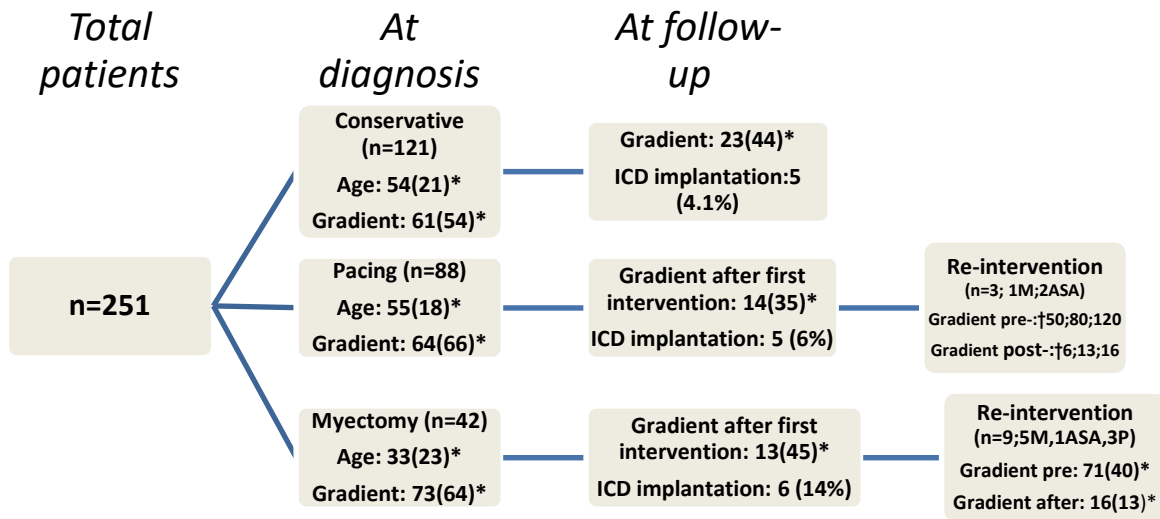 Total
patients
At
diagnosis
At follow-
up
Conservative
(n=121)
Age: 54(21)*
Gradient: 61(54)*
Gradient: 23(44)*
ICD implantation:5
(4.1%)
n=251
Pacing (n=88)
Age: 55(18)*
Gradient: 64(66)*
Gradient after first
intervention: 14(35)*
ICD implantation: 5 (6%)
Re-intervention
(n=3; 1M;2ASA)
Gradient pre-:†50;80;120
Gradient post-:†6;13;16
Myectomy (n=42)
Age: 33(23)*
Gradient: 73(64)*
Gradient after first
intervention: 13(45)*
ICD implantation: 6 (14%)
Re-intervention
(n=9;5M,1ASA,3P)
Gradient pre: 71(40)*
Gradient after: 16(13)*